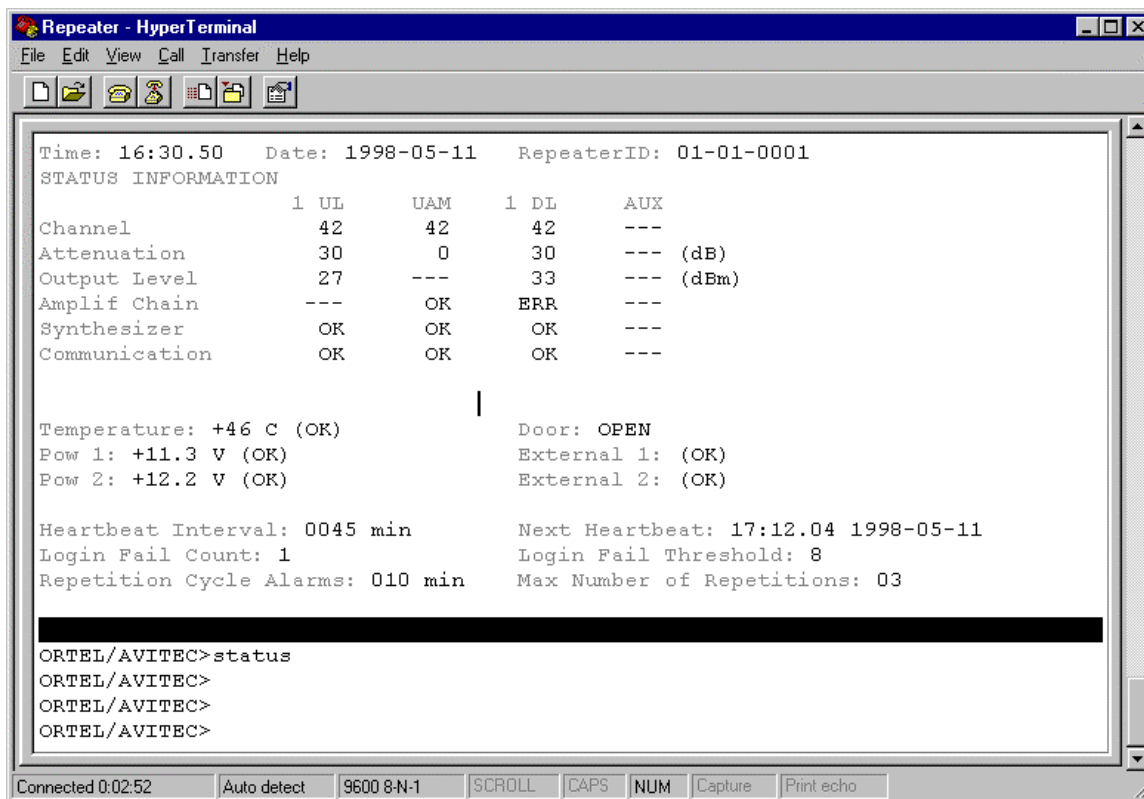 Repeater - HyperTerminal
File Edit View Call Transfer Help
Time: 16:30.50 Date: 1998-05-11 RepeaterID: 01-01-0001
STATUS INFORMATION
1 UL UAM 1 DL AUX
Channel 42 42 42 ---
Attenuation 30 0 30 --- (dB)
Output Level 27 --- 33 --- (dBm)
Amplif Chain --- OK ERR ---
Synthesizer OK OK OK ---
Communication OK OK OK ---
Temperature: +46 C (OK) Door: OPEN
Pow 1: +11.3 V (OK) External 1: (OK)
Pow 2: +12.2 V (OK) External 2: (OK)
Heartbeat Interval: 0045 min Next Heartbeat: 17:12.04 1998-05-11
Login Fail Count: 1 Login Fail Threshold: 8
Repetition Cycle Alarms: 010 min Max Number of Repetitions: 03
ORTEL/AVITEC>status
ORTEL/AVITEC>
ORTEL/AVITEC>
ORTEL/AVITEC>
Connected 0:02:52 Auto detect 9600 8-N-1 SCROLL CAPS NUM Capture Print echo